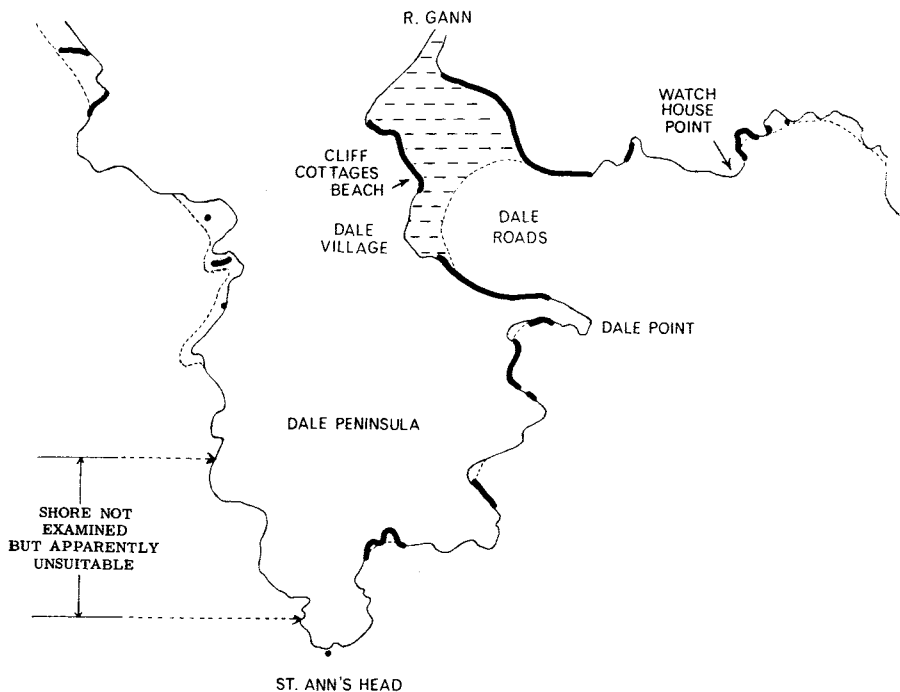 R. GANN
WATCH
HOUSE
POINT
CLIFF
COTTAGES
BEACH
DALE
VILLAGE
DALE
ROADS
DALE POINT
DALE PENINSULA
SHORE NOT
EXAMINED
BUT APPARENTLY
UNSUITABLE
ST. ANN'S HEAD